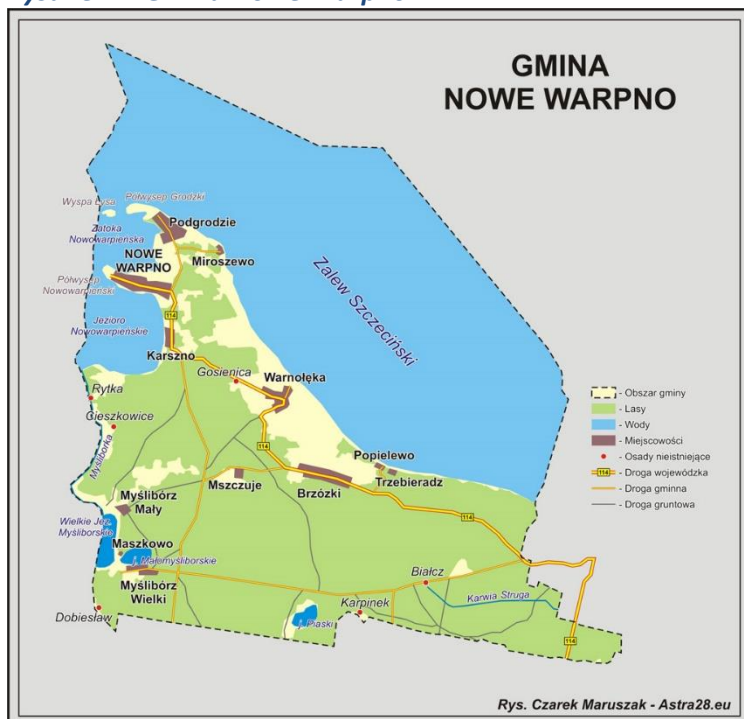 GMINA
NOWE WARPNO
Wyspa Łysa
Półwysep Grodzki
Podgrodzie
Zatoka
Nowowarpieńska
NOWE
WARPNO
Miroszewo
Półwysep
Nowowarpieński
Zalew Szczeciński
114
Jezioro
Nowowarpieńskie
Karszno
Gosienica
Warnołęka
Rytka
Cieszkowice
Myśliborka
114
Popielewo
Trzebieradz
Mszczuje
Brzózki
Myślibórz
Mały
114
Wielkie Jez.
Myśliborskie
Maszkowo
j. Małomyśliborskie
Myślibórz
Wielki
Białcz
Karwia Struga
Dobiesław
Karpinek
j. Piaski
114
- Obszar gminy
- Lasy
- Wody
- Miejscowości
- Osady nieistniejące
114 - Droga wojewódzka
- Droga gminna
- Droga gruntowa
Rys. Czarek Maruszak - Astra28.eu